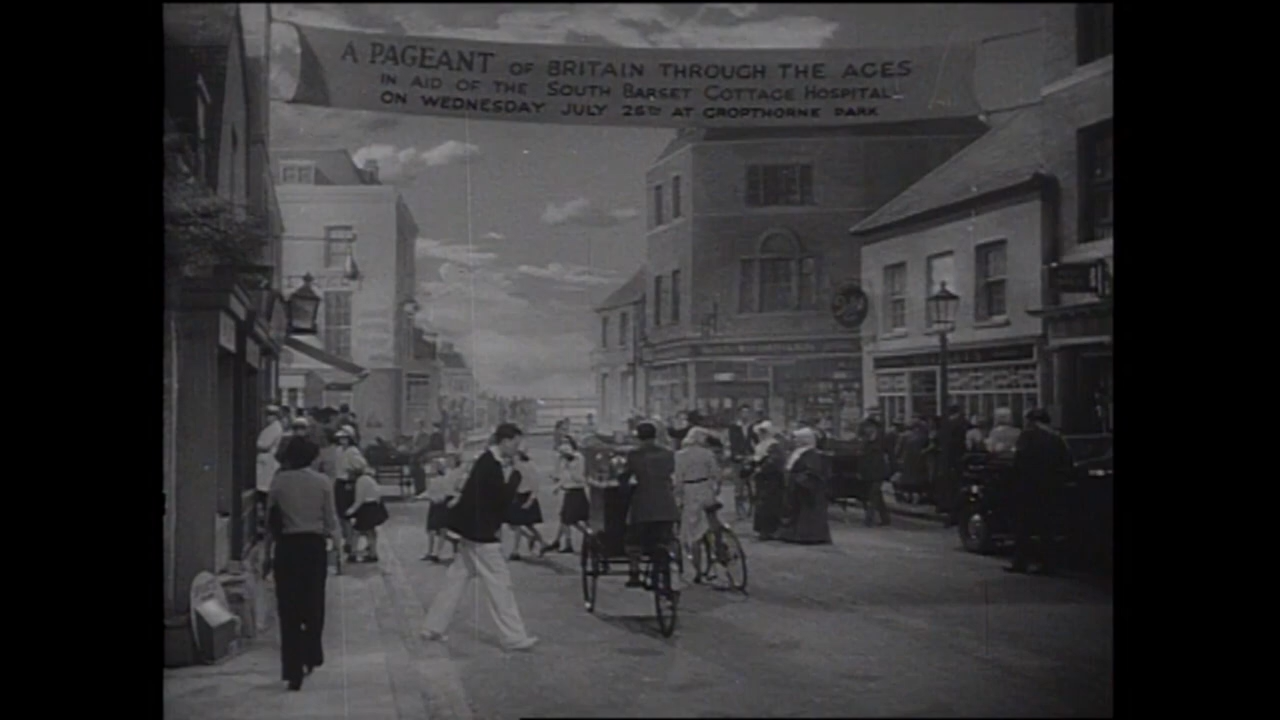 A PAGEANT OF BRITAIN THROUGH THE AGES
IN AID OF THE SOUTH BARSET COTTAGE HOSPITAL
ON WEDNESDAY JULY 26TH AT CROPTHORNE PARK